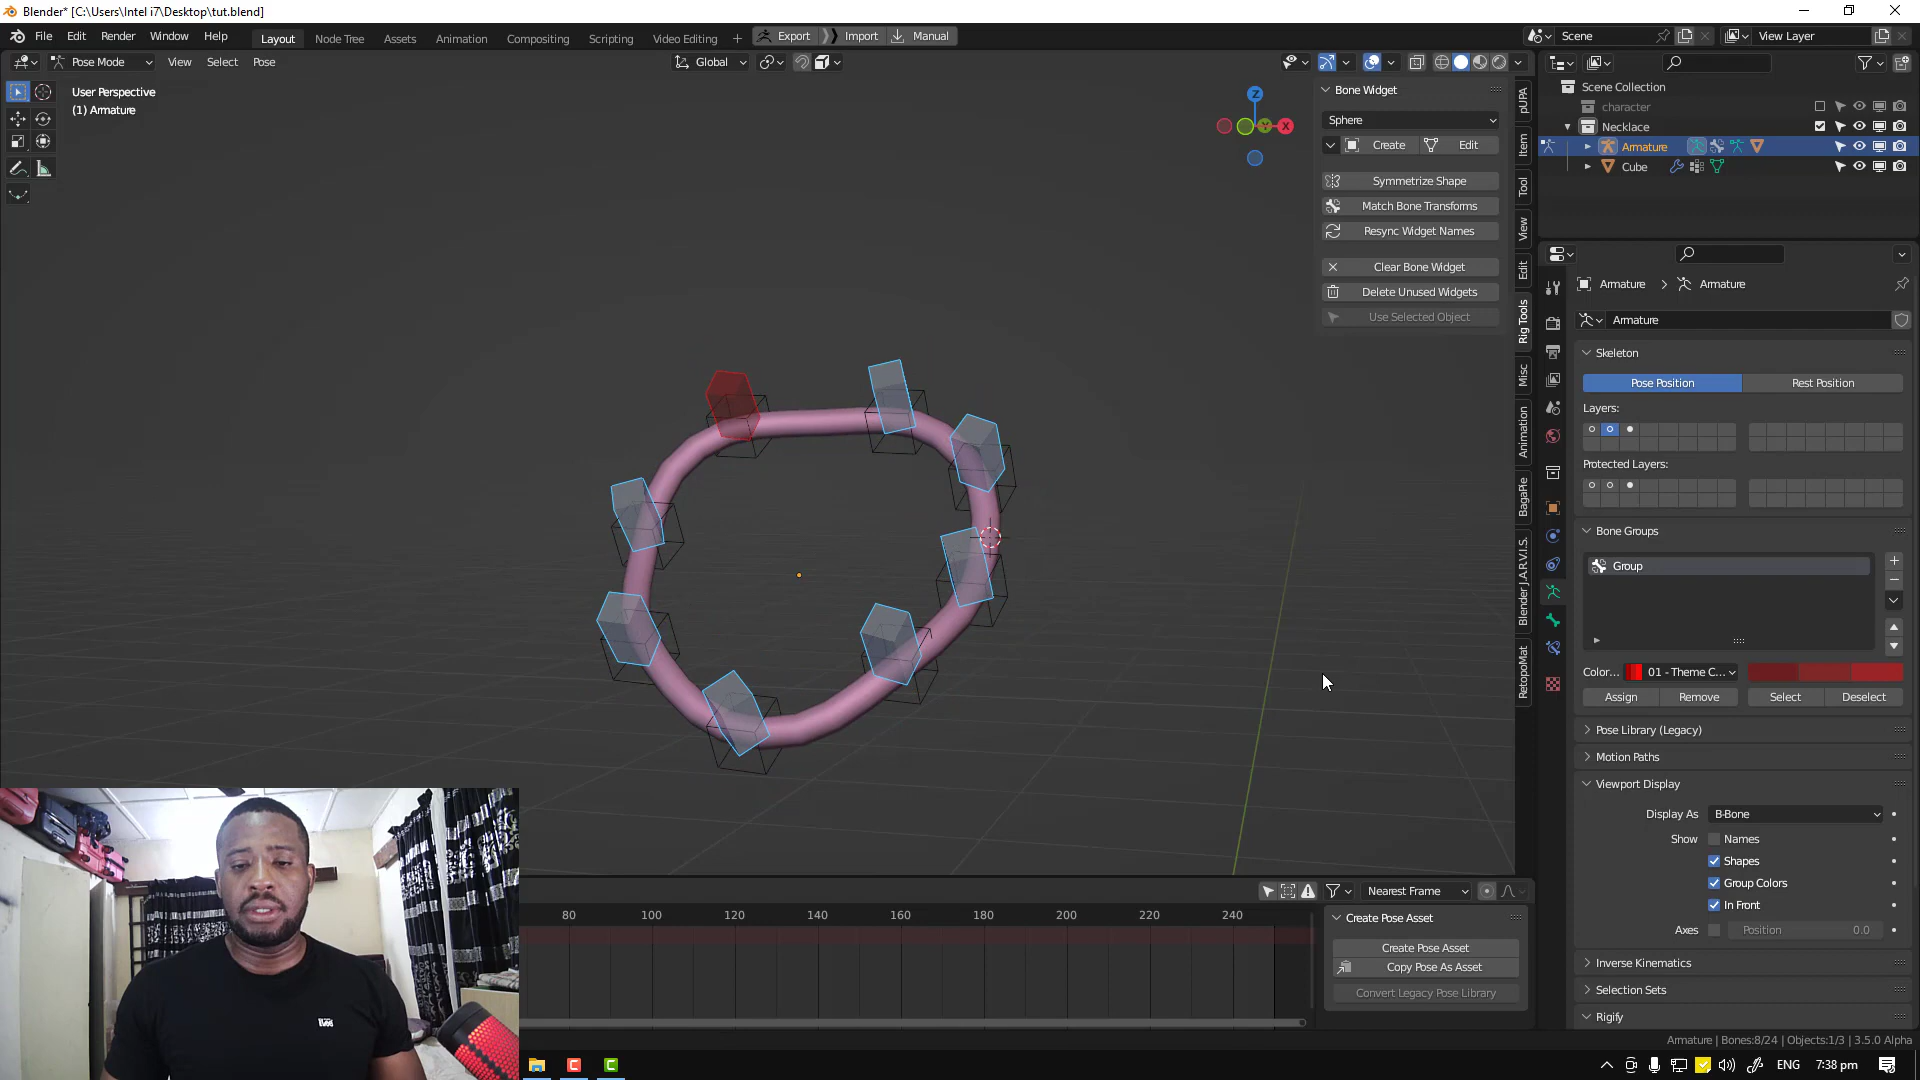 Blender* [C:\Users\Intel i7\Desktop\tut.blend]
File Edit Render Window Help
Layout Node Tree Assets Animation Compositing Scripting Video Editing + Export Import Manual
Scene
View Layer
Pose Mode View Select Pose
Global
User Perspective
(1) Armature
Z
Y
X
Bone Widget
Sphere
Create Edit
Symmetrize Shape
Match Bone Transforms
Resync Widget Names
Clear Bone Widget
Delete Unused Widgets
Use Selected Object
pUPA
Item
Tool
View
Edit
Rig Tools
Misc
Animation
BagaPie
Blender J.A.R.V.I.S.
RetopoMat
Scene Collection
character
Necklace
Armature
Cube
Armature > Armature
Armature
Skeleton
Pose Position Rest Position
Layers:
Protected Layers:
Bone Groups
Group
Color... 01 - Theme C...
Assign Remove Select Deselect
Pose Library (Legacy)
Motion Paths
Viewport Display
Display As B-Bone
Show Names
Shapes
Group Colors
In Front
Axes Position 0.0
Inverse Kinematics
Selection Sets
Rigify
Nearest Frame
80 100 120 140 160 180 200 220 240
Create Pose Asset
Create Pose Asset
Copy Pose As Asset
Convert Legacy Pose Library
Armature | Bones:8/24 | Objects:1/3 | 3.5.0 Alpha
ENG 7:38 pm